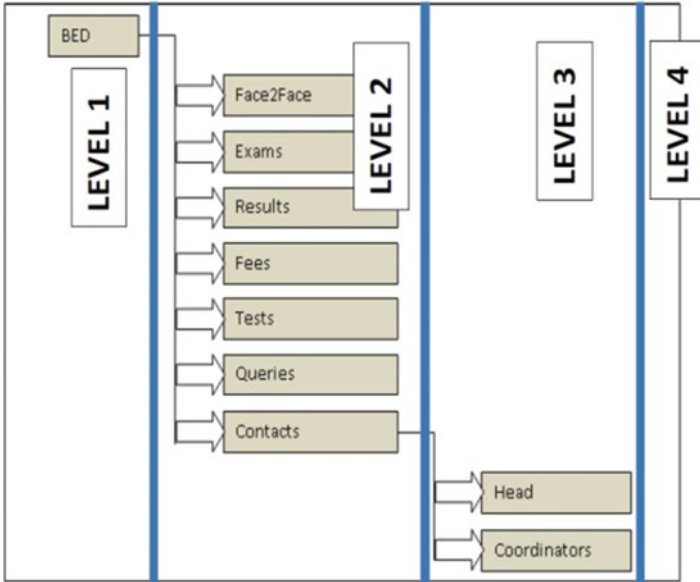 BED
LEVEL 1
Face2Face
Exams
Results
Fees
Tests
Queries
Contacts
LEVEL 2
Head
Coordinators
LEVEL 3
LEVEL 4